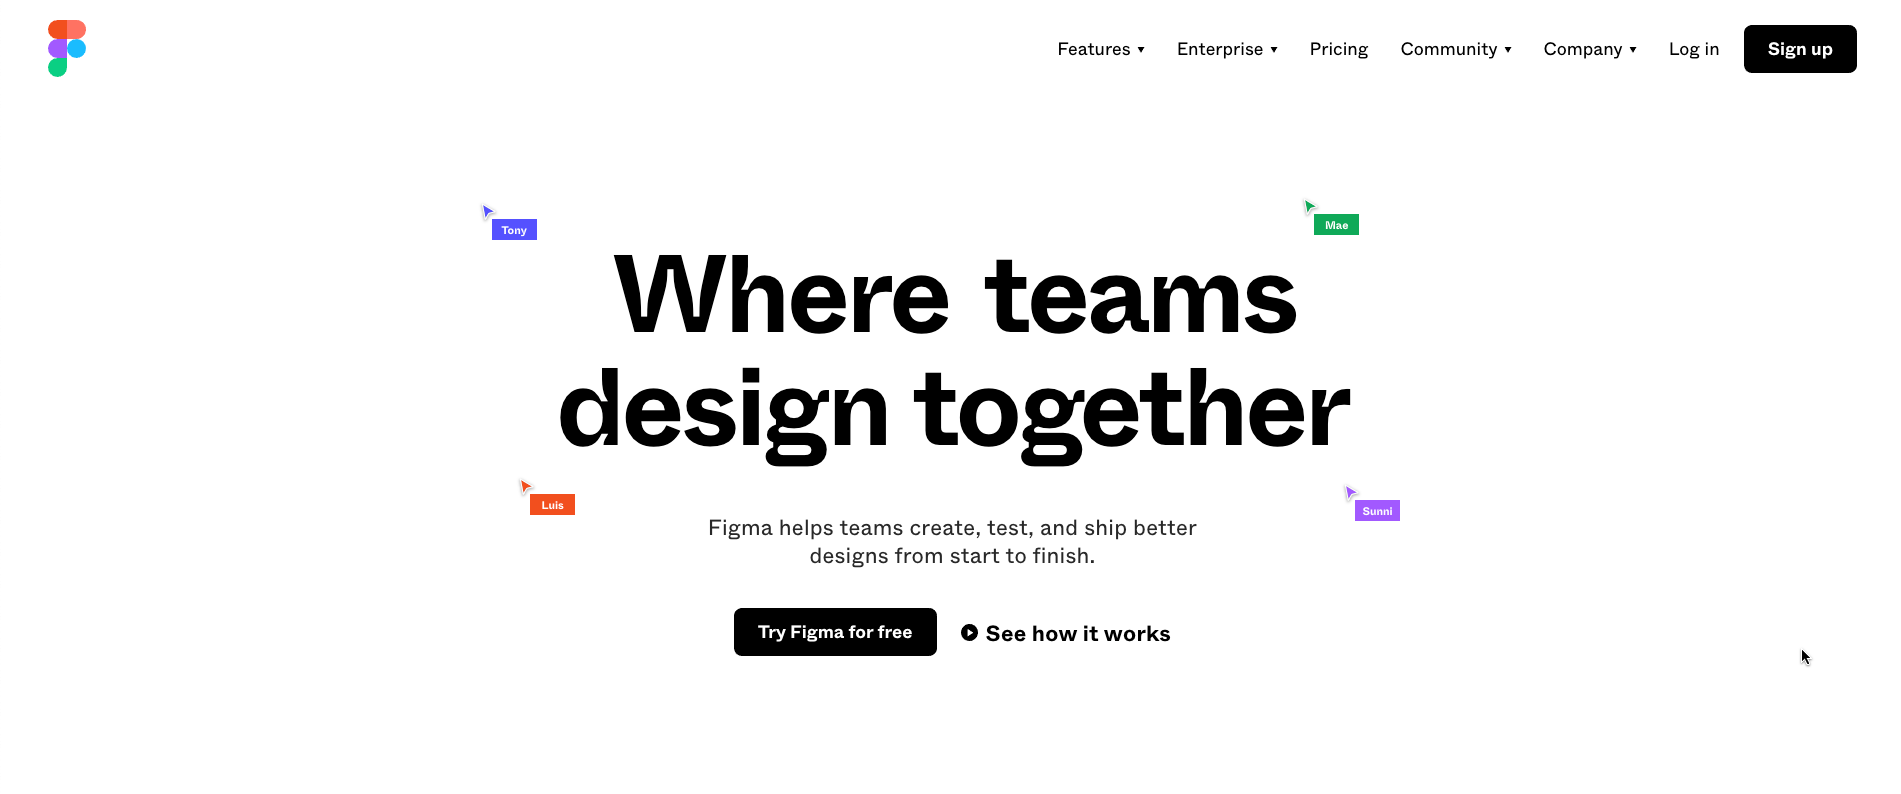 Features Enterprise Pricing Community Company Log in Sign up
Tony
Mae
Where teams
design together
Luis
Sunni
Figma helps teams create, test, and ship better
designs from start to finish.
Try Figma for free See how it works